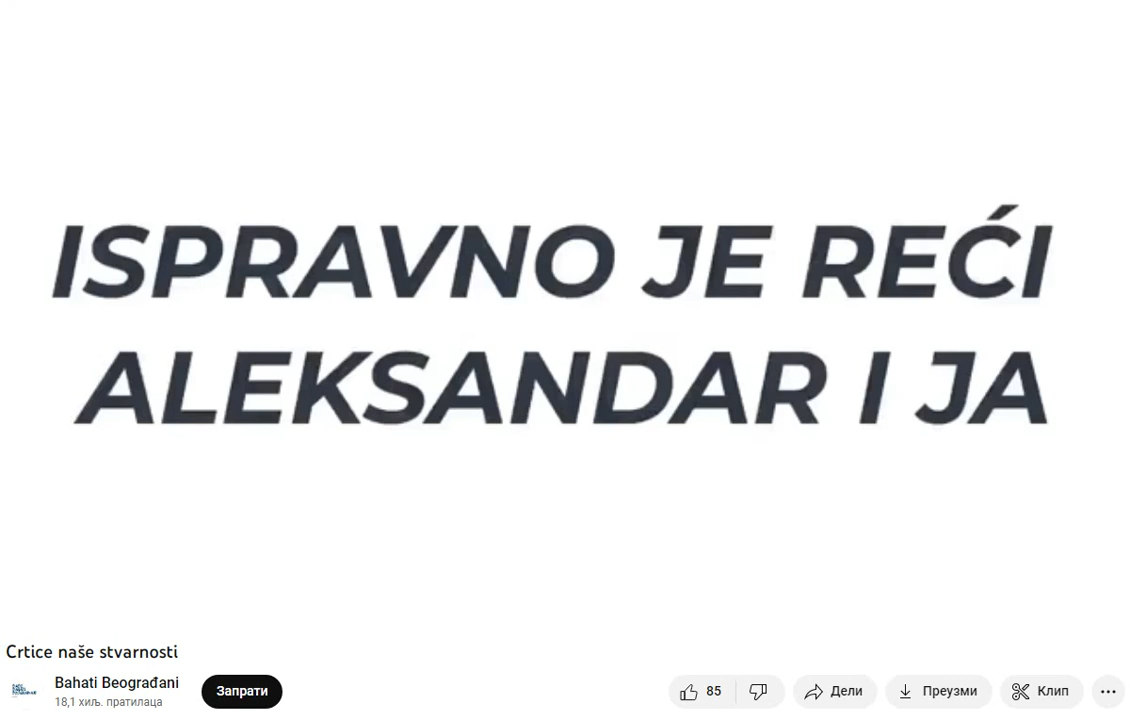 ISPRAVNO JE REĆI
ALEKSANDAR I JA
Crtice naše stvarnosti
Bahati Beograđani
18,1 хиљ. пратилаца
Запрати
85
Дели
Преузми
Клип